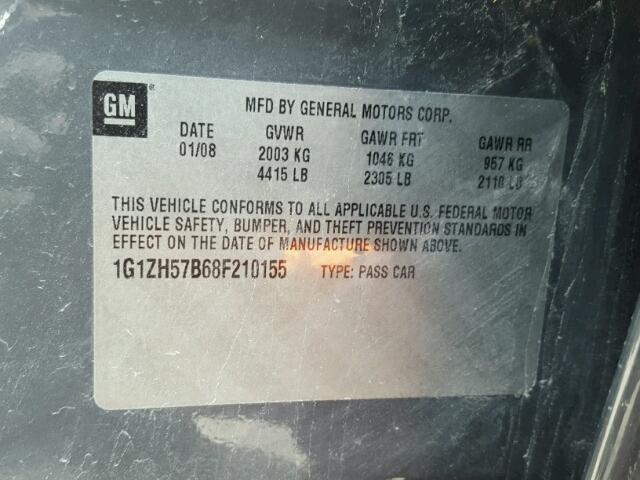 GM
MFD BY GENERAL MOTORS CORP.
DATE GVWR GAWR FRT GAWR RR
01/08 2003 KG 1046 KG 957 KG
4415 LB 2305 LB 2110 LB
THIS VEHICLE CONFORMS TO ALL APPLICABLE U.S. FEDERAL MOTOR
VEHICLE SAFETY, BUMPER, AND THEFT PREVENTION STANDARDS IN
EFFECT ON THE DATE OF MANUFACTURE SHOWN ABOVE.
1G1ZH57B68F210155 TYPE: PASS CAR